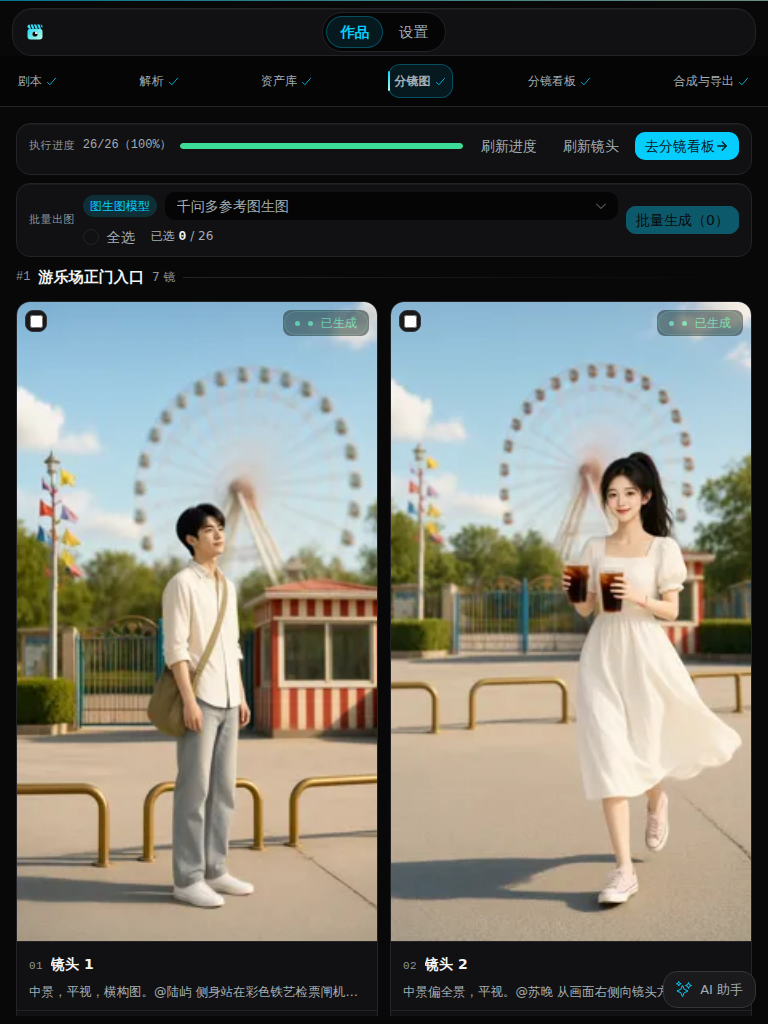 作品 设置
剧本 解析 资产库 分镜图 分镜看板 合成与导出
执行进度 26/26 (100%) 刷新进度 刷新镜头 去分镜看板→
批量出图 图生图模型 千问多参考图生图 批量生成（0）
全选 已选 0 / 26
#1 游乐场正门入口 7 镜
已生成 已生成
01 镜头 1
中景，平视，横构图。@陆屿 侧身站在彩色铁艺检票闸机...
02 镜头 2
中景偏全景，平视。@苏晚 从画面右侧向镜头
AI 助手